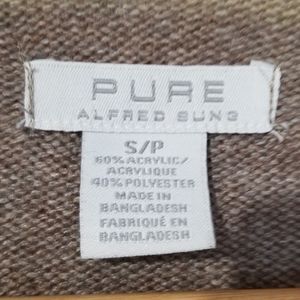 PURE
ALFRED SUNG
S/P
60% ACRYLIC/
ACRYLIQUE
40% POLYESTER
MADE IN
BANGLADESH
FABRIQUÉ EN
BANGLADESH